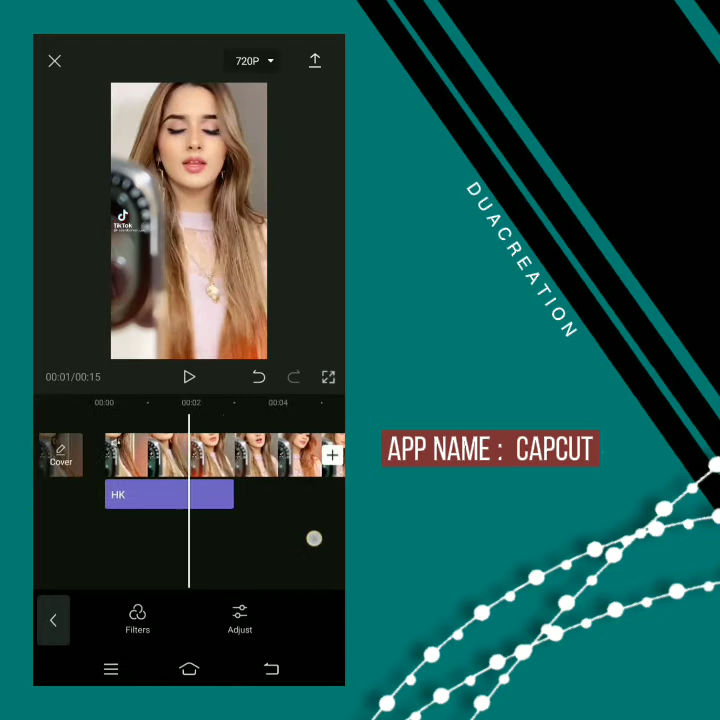 720P
TikTok
DUACREATION
00:01/00:15
00:00
00:02
00:04
Cover
APP NAME : CAPCUT
HK
Filters
Adjust